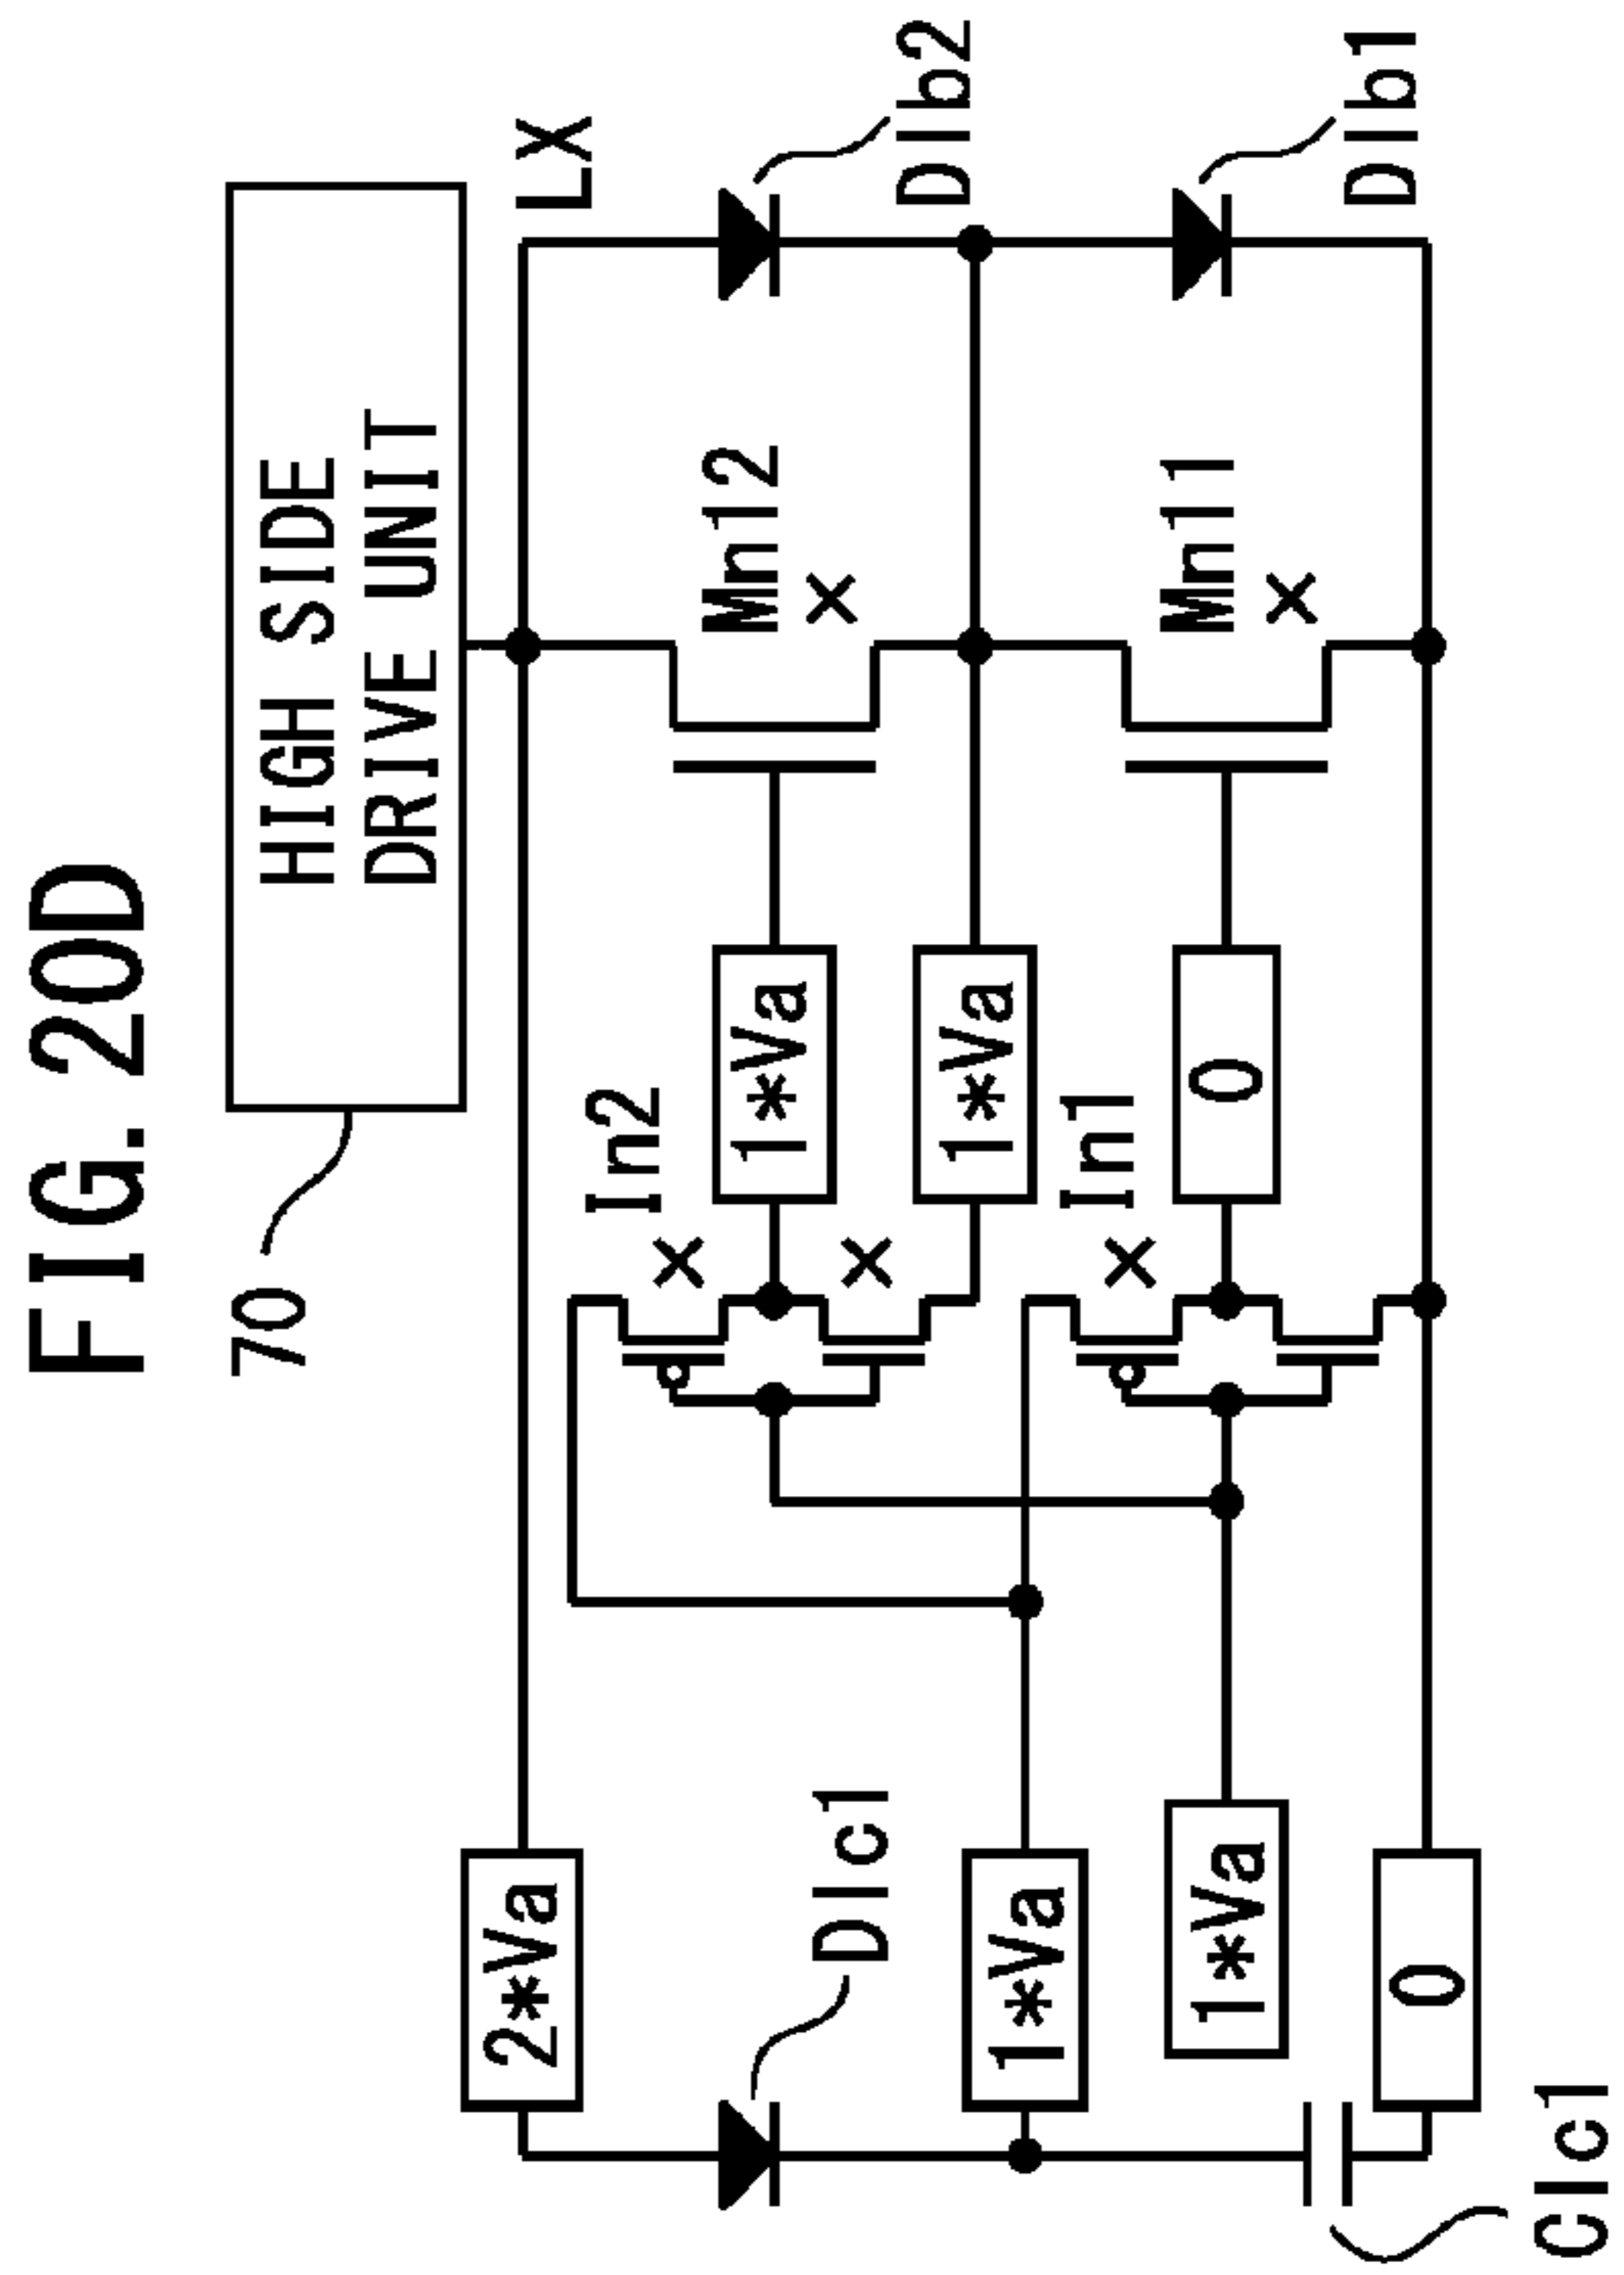 FIG. 20D
70
HIGH SIDE
DRIVE UNIT
LX
2*Va
In2
×
×
1*Va
Mn12
×
Dlc1
Dlb2
1*Va
1*Va
In1
×
0
Mn11
×
1*Va
Dlb1
0
Clc1